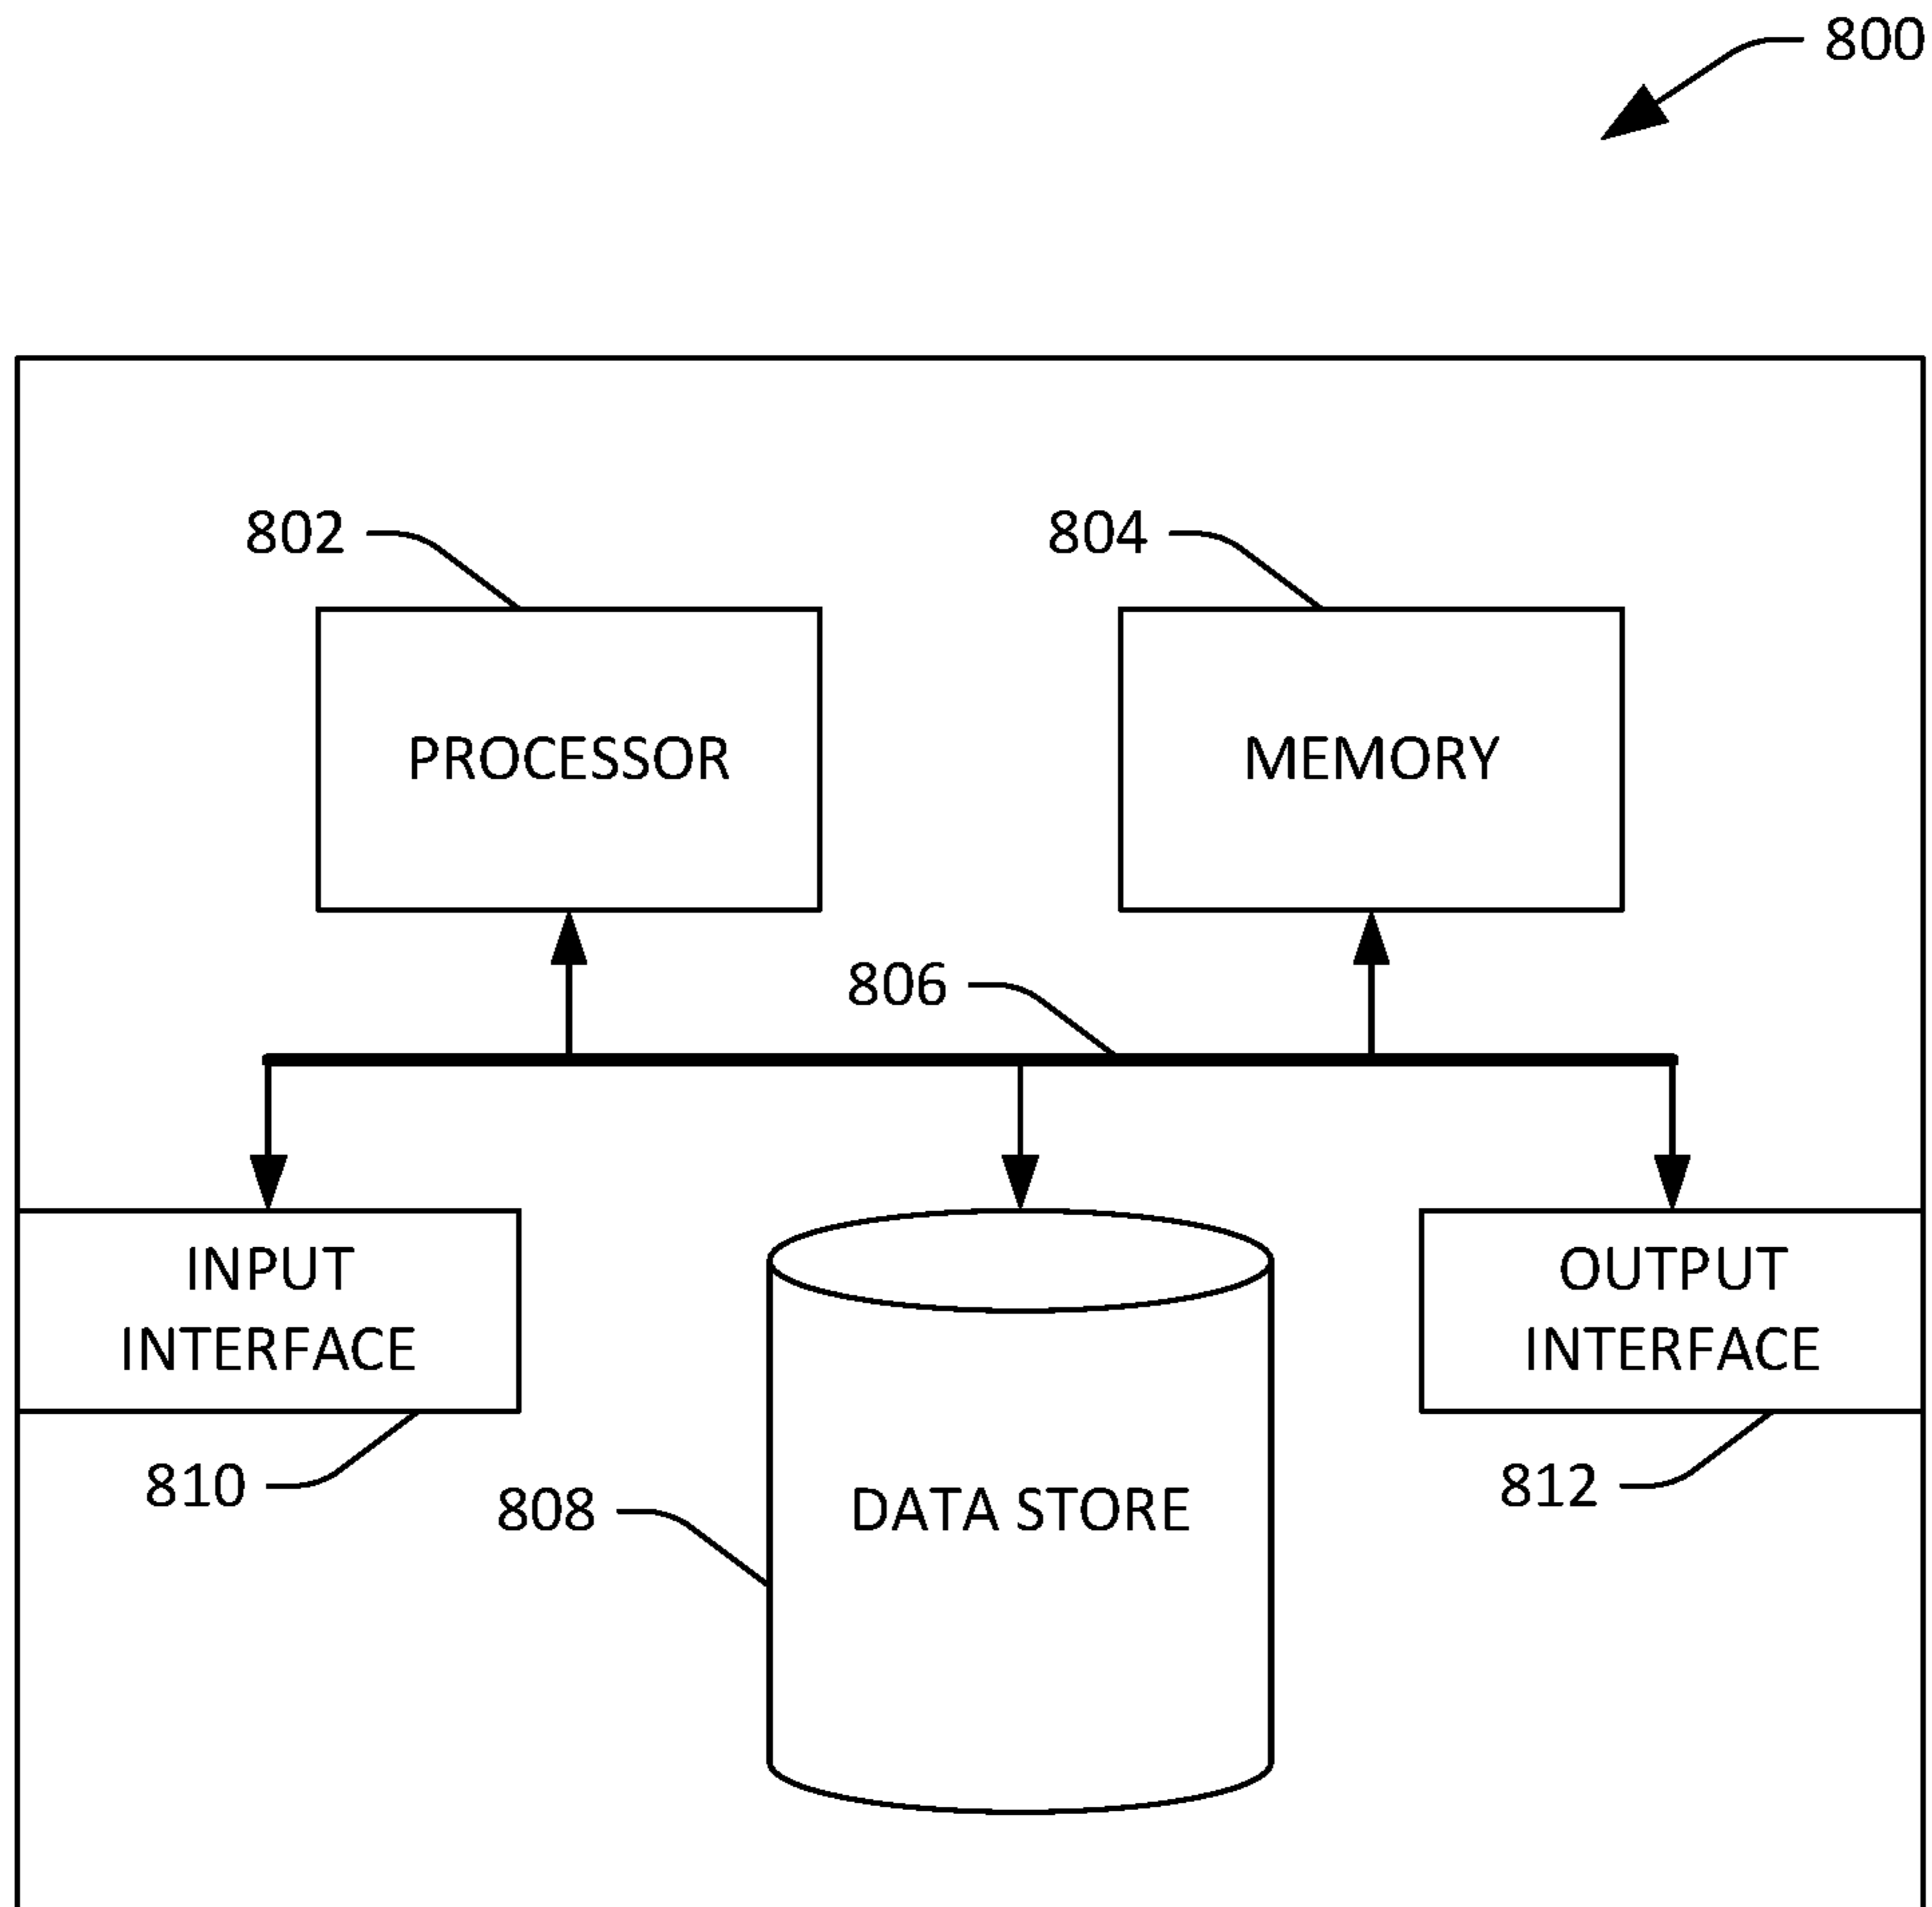 800
802
804
PROCESSOR
MEMORY
806
INPUT
INTERFACE
OUTPUT
INTERFACE
810
808
DATA STORE
812